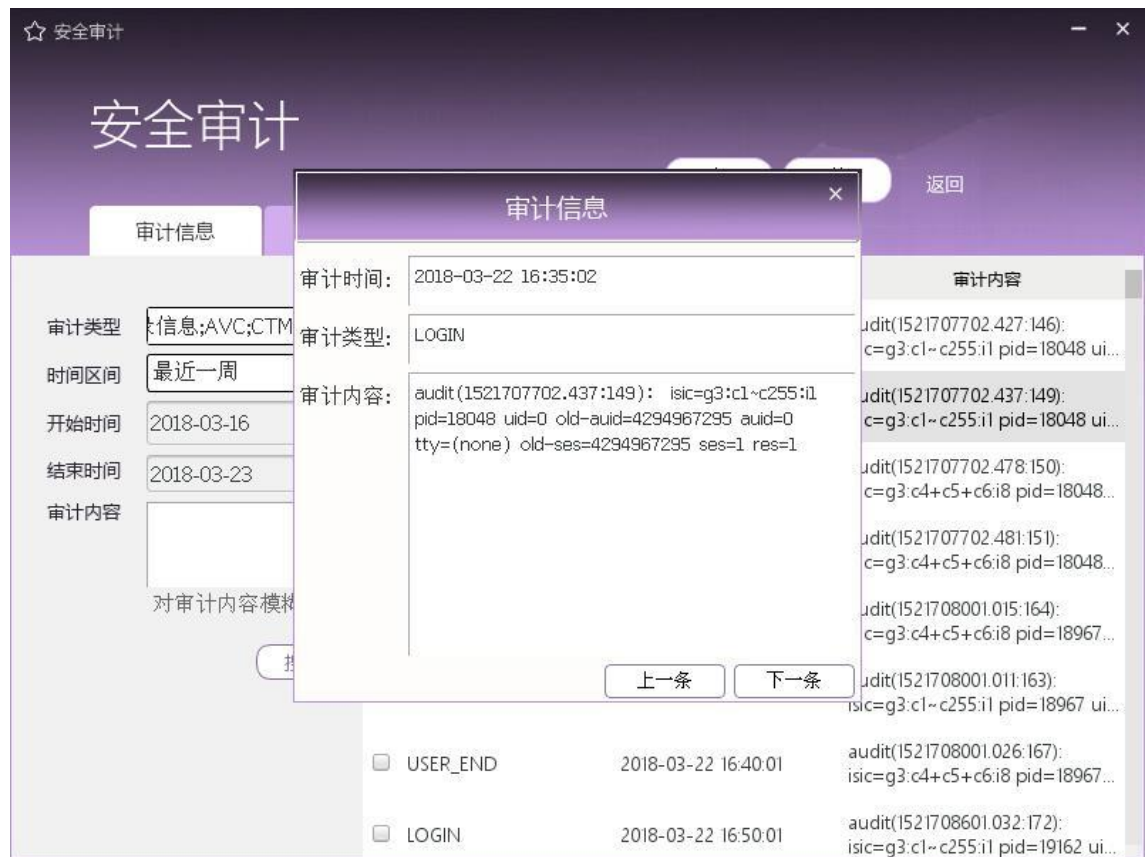 安全审计
安全审计
返回
审计信息
审计类型
信息;AVC;CTM
时间区间
最近一周
开始时间
2018-03-16
结束时间
2018-03-23
审计内容
对审计内容模糊
审计信息
×
审计时间:
2018-03-22 16:35:02
审计类型:
LOGIN
审计内容:
audit(1521707702.437:149): isic=g3:c1~c255:i1
pid=18048 uid=0 old-auid=4294967295 auid=0
tty=(none) old-ses=4294967295 ses=1 res=1
上一条
下一条
审计内容
udit(1521707702.427:146):
c=g3:c1~c255:i1 pid=18048 ui...
udit(1521707702.437:149):
c=g3:c1~c255:i1 pid=18048 ui...
udit(1521707702.478:150):
c=g3:c4+c5+c6:i8 pid=18048...
udit(1521707702.481:151):
c=g3:c4+c5+c6:i8 pid=18048...
udit(1521708001.015:164):
c=g3:c4+c5+c6:i8 pid=18967...
udit(1521708001.011:163):
isic=g3:c1~c255:i1 pid=18967 ui...
USER_END 2018-03-22 16:40:01
audit(1521708001.026:167):
isic=g3:c4+c5+c6:i8 pid=18967...
LOGIN 2018-03-22 16:50:01
audit(1521708601.032:172):
isic=g3:c1~c255:i1 pid=19162 ui...